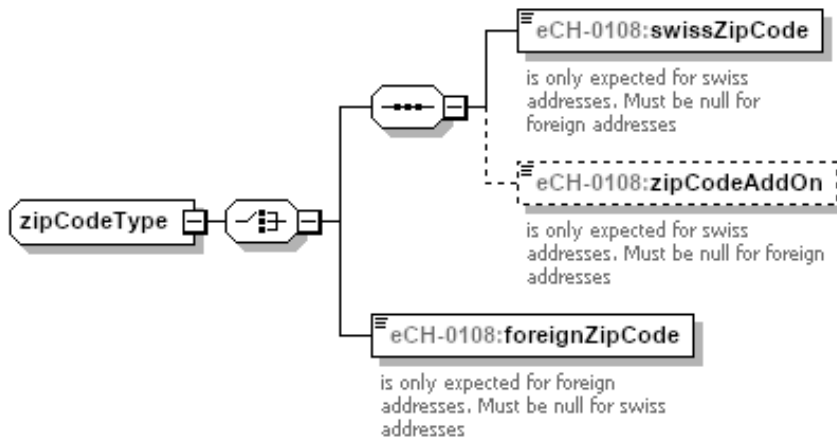 eCH-0108:swissZipCode
is only expected for swiss
addresses. Must be null for
foreign addresses
eCH-0108:zipCodeAddOn
is only expected for swiss
addresses. Must be null for foreign
addresses
zipCodeType
eCH-0108:foreignZipCode
is only expected for foreign
addresses. Must be null for swiss
addresses